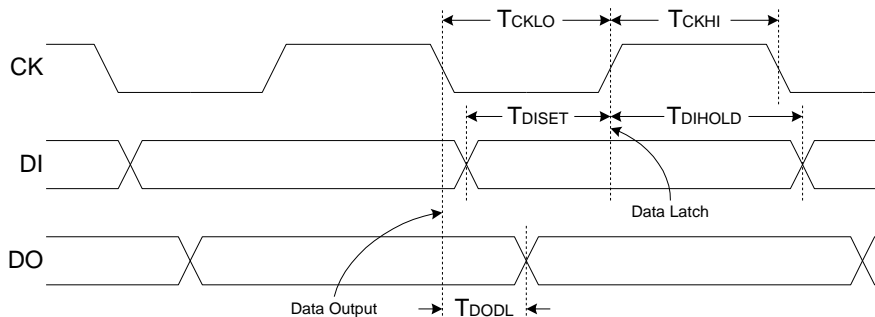 TCKLO
TCKHI
CK
TDISET
TDIHOLD
DI
Data Latch
DO
Data Output
TDODL